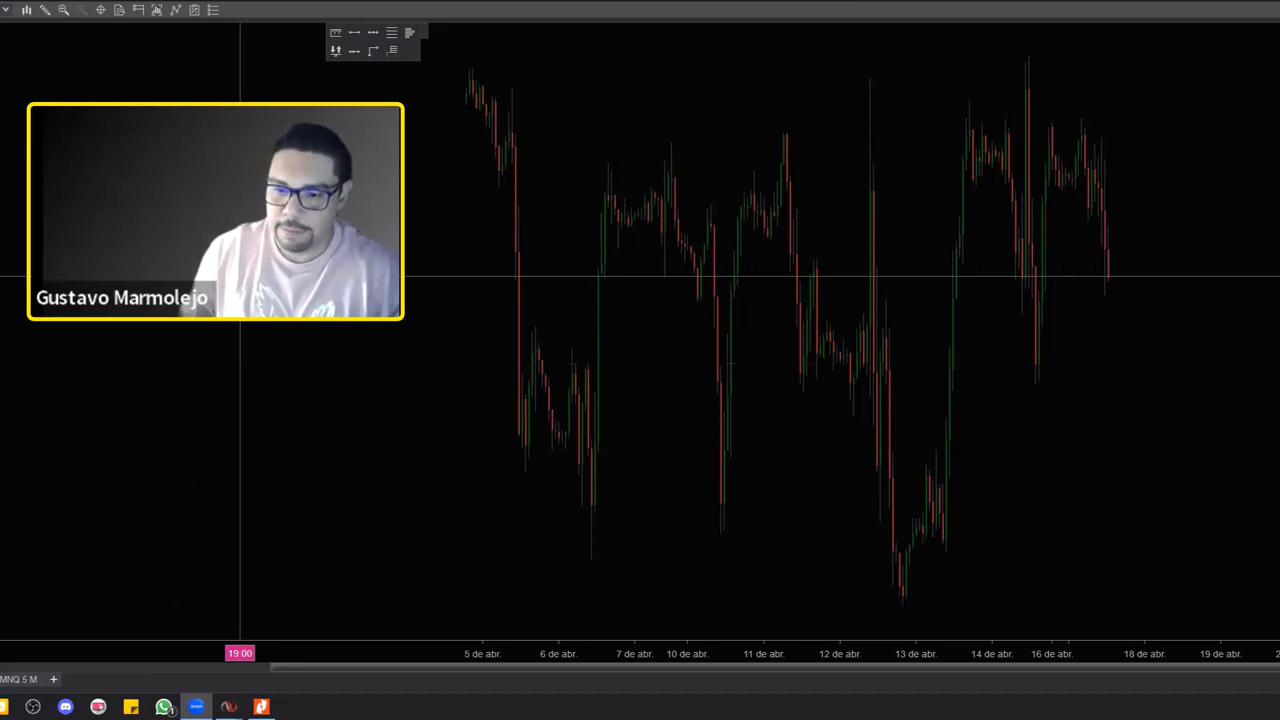 Gustavo Marmolejo
19:00
5 de abr.
6 de abr.
7 de abr.
10 de abr.
11 de abr.
12 de abr.
13 de abr.
14 de abr.
16 de abr.
18 de abr.
19 de abr.
2
MNQ 5 M
+
1